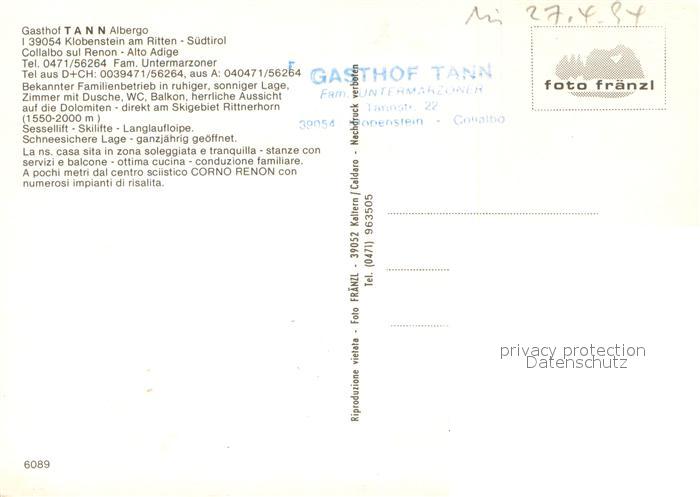 Gasthof TANN Albergo
I 39054 Klobenstein am Ritten - Südtirol
Collalbo sul Renon - Alto Adige
Tel. 0471/56264 Fam. Untermarzoner
Tel aus D+CH: 0039471/56264, aus A: 040471/56264
Bekannter Familienbetrieb in ruhiger, sonniger Lage,
Zimmer mit Dusche, WC, Balkon, herrliche Aussicht
auf die Dolomiten - direkt am Skigebiet Rittnerhorn
(1550-2000 m)
Sessellift - Skilifte - Langlaufloipe.
Schneesichere Lage - ganzjährig geöffnet.
La ns. casa sita in zona soleggiata e tranquilla - stanze con
servizi e balcone - ottima cucina - conduzione familiare.
A pochi metri dal centro sciistico CORNO RENON con
numerosi impianti di risalita.
6089
Riproduzione vietata - Foto FRÄNZL - 39052 Kaltern/Caldaro - Nachdruck verboten
Tel. (0471) 963505
GASTHOF TANN
Fam. UNTERMARZONER
Tannstr. 22
39054 Klobenstein - Collalbo
27.4.94
foto fränzl
privacy protection
Datenschutz